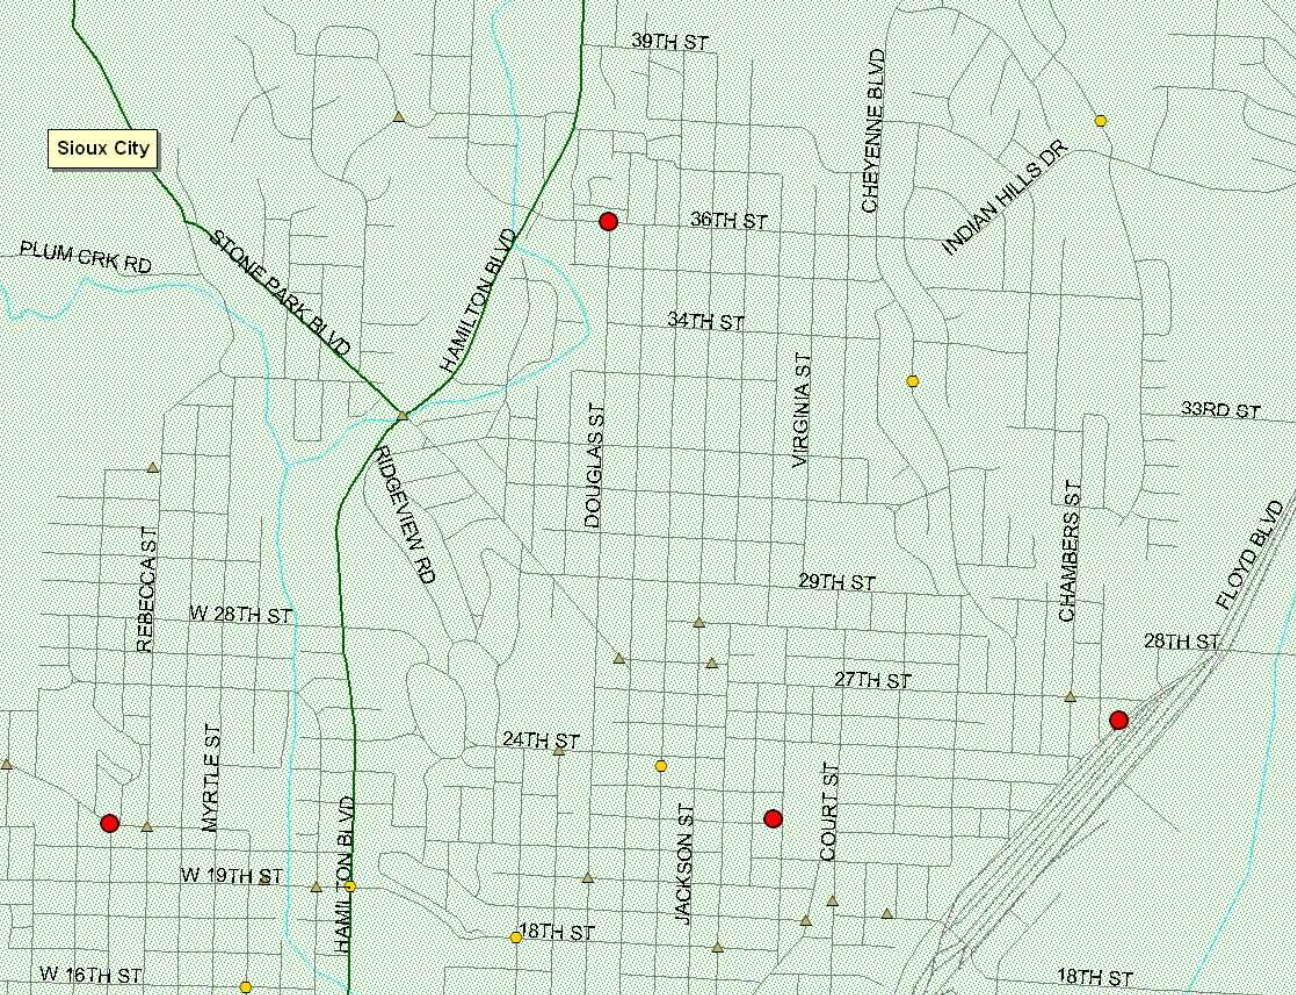 39TH ST
CHEYENNE BLVD
Sioux City
INDIAN HILLS DR
36TH ST
PLUM CRK RD
STONE PARK BLVD
HAMILTON BLVD
34TH ST
VIRGINIA ST
33RD ST
DOUGLAS ST
RIDGEVIEW RD
CHAMBERS ST
FLOYD BLVD
REBECCA ST
29TH ST
W 28TH ST
28TH ST
27TH ST
24TH ST
MYRTLE ST
COURT ST
HAMILTON BLVD
JACKSON ST
W 19TH ST
18TH ST
W 16TH ST
18TH ST